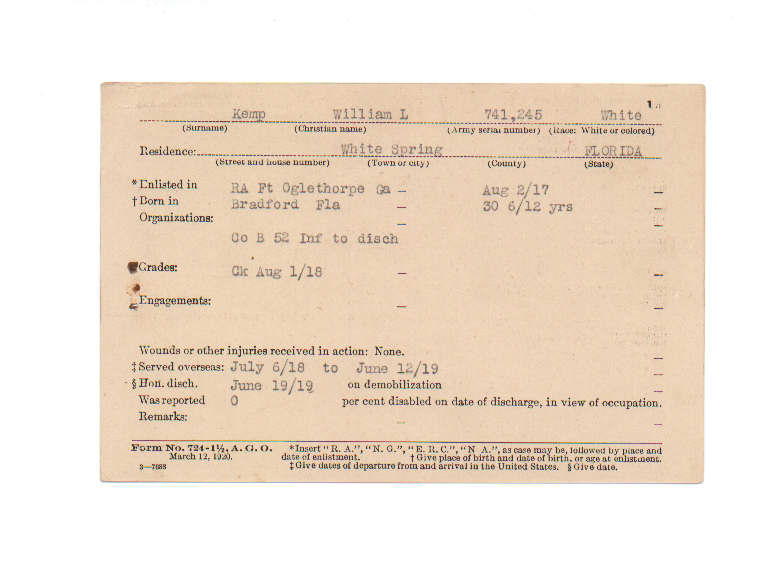 1
Kemp William L 741,245 White
(Surname) (Christian name) (Army serial number) (Race: White or colored)
Residence: White Spring FLORIDA
(Street and house number) (Town or city) (County) (State)
*Enlisted in RA Ft Oglethorpe Ga – Aug 2/17 –
†Born in Bradford Fla – 30 6/12 yrs –
Organizations: –
Co B 52 Inf to disch
Grades: Ck Aug 1/18 – –
Engagements: – –
Wounds or other injuries received in action: None. –
‡Served overseas: July 6/18 to June 12/19 –
§Hon. disch. June 19/19 on demobilization –
Was reported 0 per cent disabled on date of discharge, in view of occupation.
Remarks: – –
Form No. 724-1½, A. G. O. *Insert "R. A.", "N. G.", "E. R. C.", "N A.", as case may be, followed by place and
March 12, 1920. date of enlistment. †Give place of birth and date of birth, or age at enlistment.
3—7688 ‡Give dates of departure from and arrival in the United States. §Give date.